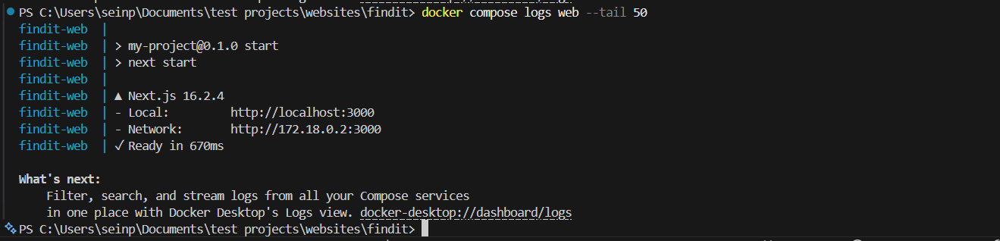 PS C:\Users\seinp\Documents\test projects\websites\findit> docker compose logs web --tail 50
findit-web |
findit-web | > my-project@0.1.0 start
findit-web | > next start
findit-web |
findit-web | ▲ Next.js 16.2.4
findit-web | - Local: http://localhost:3000
findit-web | - Network: http://172.18.0.2:3000
findit-web | ✓ Ready in 670ms
What's next:
Filter, search, and stream logs from all your Compose services
in one place with Docker Desktop's Logs view. docker-desktop://dashboard/logs
PS C:\Users\seinp\Documents\test projects\websites\findit>